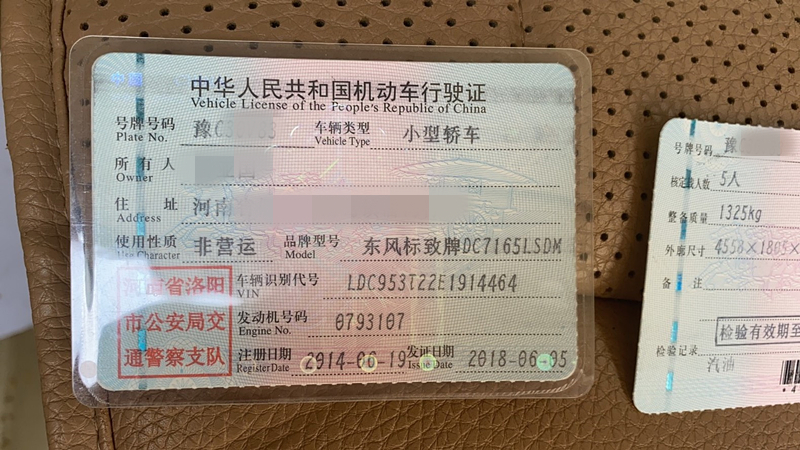 中华人民共和国机动车行驶证
Vehicle License of the People's Republic of China
号牌号码 豫C 车辆类型 小型轿车
Plate No. Vehicle Type
所有人
Owner
住址 河南
Address
使用性质 非营运 品牌型号 东风标致牌DC7165LSDM
Use Character Model
河南省洛阳
市公安局交
通警察支队
车辆识别代号 LDC953T22E1914464
VIN
发动机号码 0793107
Engine No.
注册日期 2014-06-19 发证日期 2018-06-05
Register Date Issue Date
号牌号码 豫
核定载人数 5人
整备质量 1325kg
外廓尺寸 4558×1805×
备注
检验有效期至
检验记录
汽油